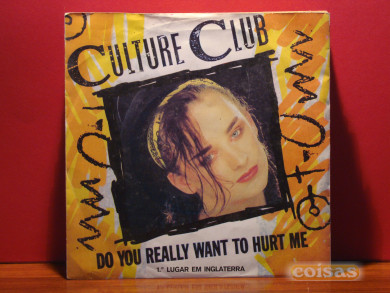 CULTURE CLUB
DO YOU REALLY WANT TO HURT ME
1.º LUGAR EM INGLATERRA
coisas